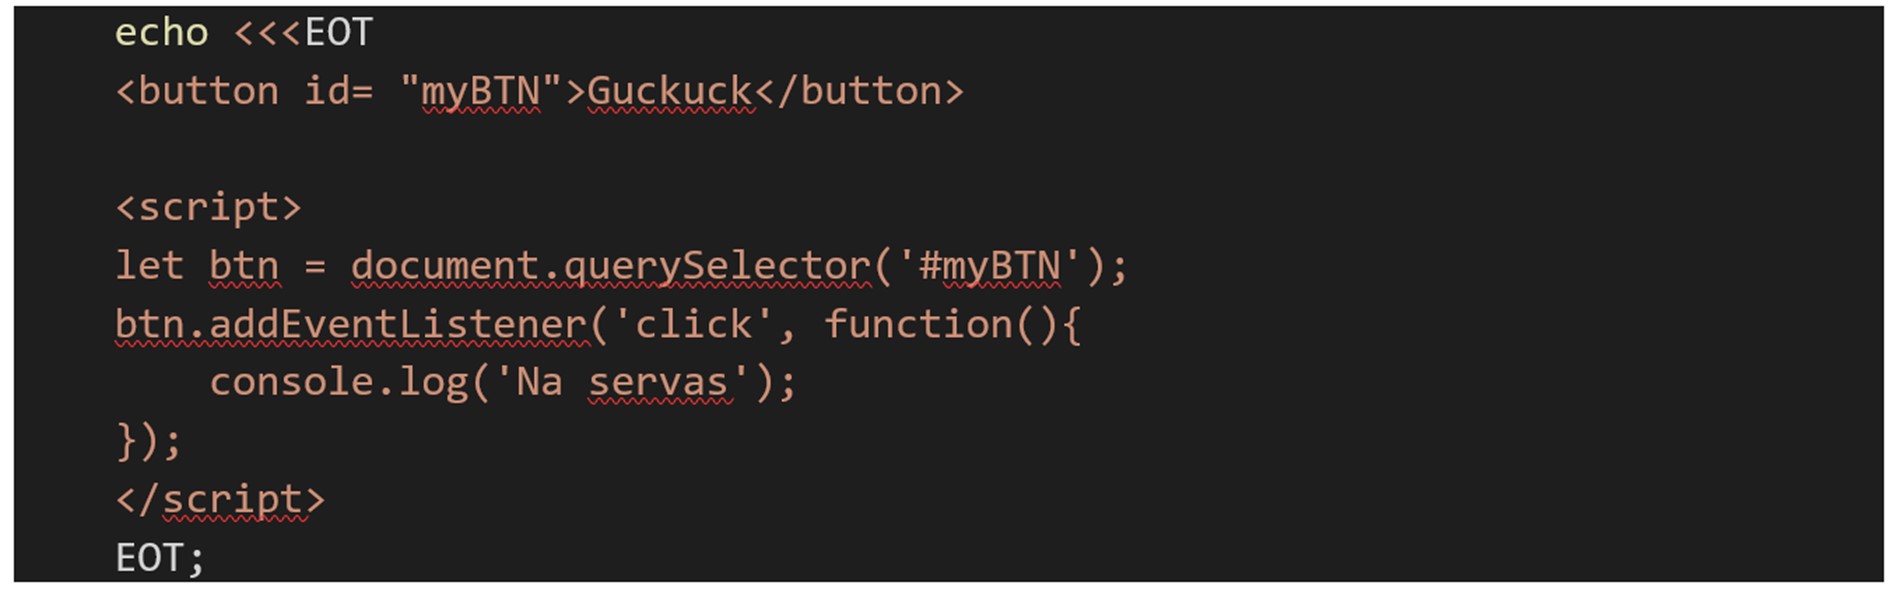 echo <<<EOT
<button id= "myBTN">Guckuck</button>
<script>
let btn = document.querySelector('#myBTN');
btn.addEventListener('click', function(){
console.log('Na servas');
});
</script>
EOT;